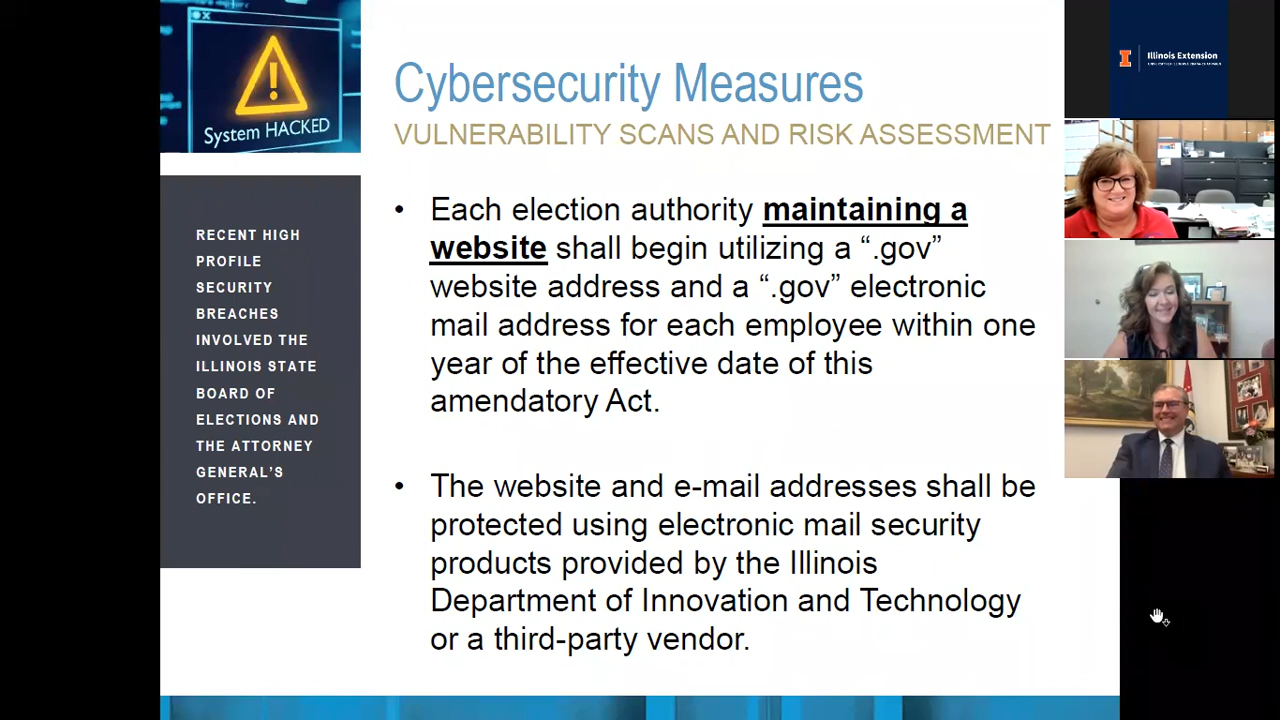 System HACKED
Cybersecurity Measures
VULNERABILITY SCANS AND RISK ASSESSMENT
RECENT HIGH
PROFILE
SECURITY
BREACHES
INVOLVED THE
ILLINOIS STATE
BOARD OF
ELECTIONS AND
THE ATTORNEY
GENERAL’S
OFFICE.
• Each election authority maintaining a
website shall begin utilizing a “.gov”
website address and a “.gov” electronic
mail address for each employee within one
year of the effective date of this
amendatory Act.
• The website and e-mail addresses shall be
protected using electronic mail security
products provided by the Illinois
Department of Innovation and Technology
or a third-party vendor.
I
Illinois Extension